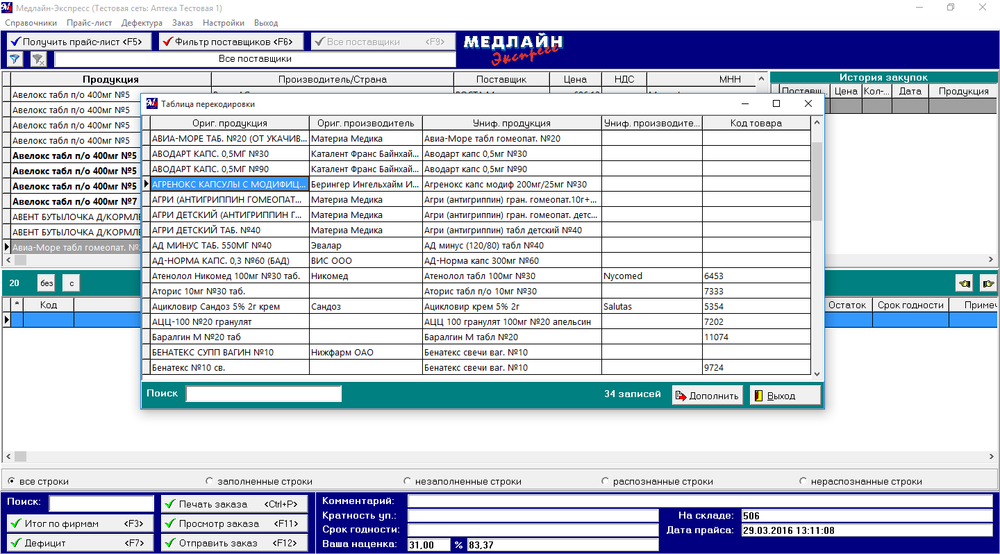 Медлайн-Экспресс (Тестовая сеть: Аптека Тестовая 1)
Справочники Прайс-лист Дефектура Заказ Настройки Выход
Получить прайс-лист <F5> Фильтр поставщиков <F6> Все поставщики <F9> МЕДЛАЙН
Экспресс
Все поставщики
Продукция Производитель/Страна Поставщик Цена НДС МНН История закупок
Поставщ... Цена Кол-... Дата Продукция
Авелокс табл п/о 400мг №5
Авелокс табл п/о 400мг №5
Авелокс табл п/о 400мг №5
Авелокс табл п/о 400мг №5
Авелокс табл п/о 400мг №5
Авелокс табл п/о 400мг №5
Авелокс табл п/о 400мг №5
Авелокс табл п/о 400мг №7
АВЕНТ БУТЫЛОЧКА Д/КОРМЛЕ
АВЕНТ БУТЫЛОЧКА Д/КОРМЛЕ
Авиа-Море табл гомеопат. №
Таблица перекодировки
Ориг. продукция Ориг. производитель Униф. продукция Униф. производите... Код товара
АВИА-МОРЕ ТАБ. №20 (ОТ УКАЧИВ... Материа Медика Авиа-Море табл гомеопат. №20
АВОДАРТ КАПС. 0,5МГ №30 Каталент Франс Байнхай... Аводарт капс 0,5мг №30
АВОДАРТ КАПС. 0,5МГ №90 Каталент Франс Байнхай... Аводарт капс 0,5мг №90
АГРЕНОКС КАПСУЛЫ С МОДИФИЦ... Берингер Ингельхайм И... Агренокс капс модиф 200мг/25мг №30
АГРИ (АНТИГРИППИН ГОМЕОПАТ... Материа Медика Агри (антигриппин) гран. гомеопат.10г+...
АГРИ ДЕТСКИЙ (АНТИГРИППИН Г... Материа Медика Агри (антигриппин) гран. гомеопат. детс...
АГРИ ДЕТСКИЙ ТАБ. №40 Материа Медика Агри (антигриппин) табл детский №40
АД МИНУС ТАБ. 550МГ №40 Эвалар АД минус (120/80) табл №40
АД-НОРМА КАПС. 0,3 №60 (БАД) ВИС ООО АД-Норма капс 300мг №60
Атенолол Никомед 100мг №30 таб. Никомед Атенолол табл 100мг №30 Nycomed 6453
Аторис 10мг №30 таб. Аторис табл п/о 10мг №30 7333
Ацикловир Сандоз 5% 2г крем Сандоз Ацикловир крем 5% 2г Salutas 5354
АЦЦ-100 №20 гранулят АЦЦ 100 гранулят 100мг №20 апельсин 7202
Баралгин М №20 таб Баралгин М табл №20 11074
БЕНАТЕКС СУПП ВАГИН №10 Нижфарм ОАО Бенатекс свечи ваг. №10
Бенатекс №10 св. Бенатекс свечи ваг. №10 9724
Поиск 34 записей Дополнить Выход
20 без с
* Код Остаток Срок годности Примеч
все строки заполненные строки незаполненные строки распознанные строки нераспознанные строки
Поиск: Печать заказа <Ctrl+P> Комментарий:
Кратность уп.: На складе: 506
Итог по фирмам <F3> Просмотр заказа <F11> Срок годности: Дата прайса: 29.03.2016 13:11:08
Дефицит <F7> Отправить заказ <F12> Ваша наценка: 31,00 % 83,37